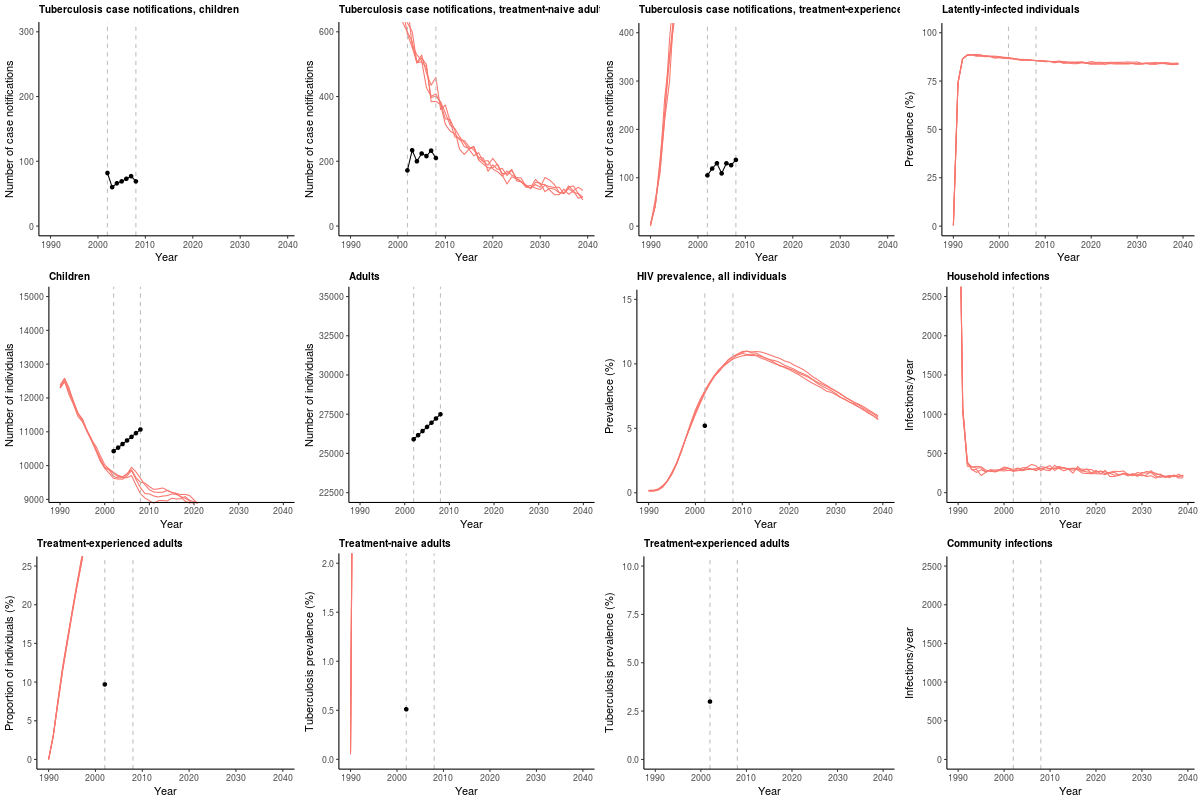 Tuberculosis case notifications, children
Number of case notifications
300
200
100
0
1990 2000 2010 2020 2030 2040
Year
Tuberculosis case notifications, treatment-naive adul
Number of case notifications
600
400
200
0
1990 2000 2010 2020 2030 2040
Year
Tuberculosis case notifications, treatment-experience
Number of case notifications
400
300
200
100
0
1990 2000 2010 2020 2030 2040
Year
Latently-infected individuals
Prevalence (%)
100
75
50
25
0
1990 2000 2010 2020 2030 2040
Year
Children
Number of individuals
15000
14000
13000
12000
11000
10000
9000
1990 2000 2010 2020 2030 2040
Year
Adults
Number of individuals
35000
32500
30000
27500
25000
22500
1990 2000 2010 2020 2030 2040
Year
HIV prevalence, all individuals
Prevalence (%)
15
10
5
0
1990 2000 2010 2020 2030 2040
Year
Household infections
Infections/year
2500
2000
1500
1000
500
0
1990 2000 2010 2020 2030 2040
Year
Treatment-experienced adults
Proportion of individuals (%)
25
20
15
10
5
0
1990 2000 2010 2020 2030 2040
Year
Treatment-naive adults
Tuberculosis prevalence (%)
2.0
1.5
1.0
0.5
0.0
1990 2000 2010 2020 2030 2040
Year
Treatment-experienced adults
Tuberculosis prevalence (%)
10.0
7.5
5.0
2.5
0.0
1990 2000 2010 2020 2030 2040
Year
Community infections
Infections/year
2500
2000
1500
1000
500
0
1990 2000 2010 2020 2030 2040
Year